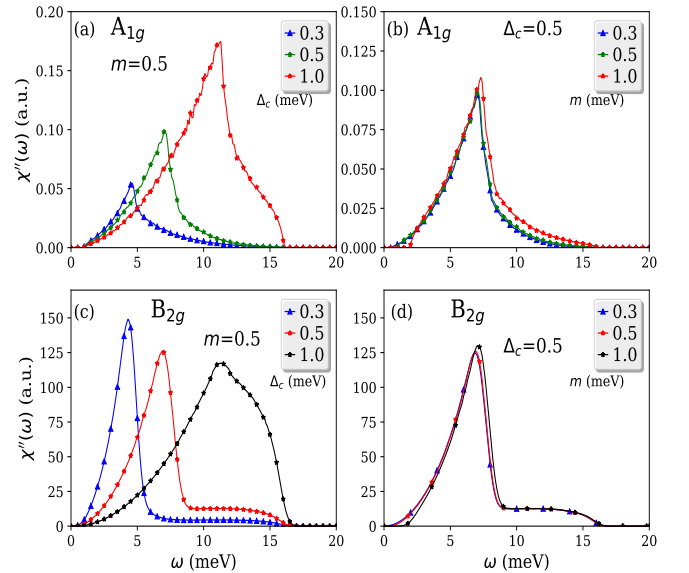 (a) A1g
m=0.5
0.3
0.5
1.0
Δc (meV)
χ′′(ω) (a.u.)
0.20
0.15
0.10
0.05
0.00
0 5 10 15 20
(b) A1g Δc=0.5
0.3
0.5
1.0
m (meV)
0.150
0.125
0.100
0.075
0.050
0.025
0.000
0 5 10 15 20
(c) B2g
m=0.5
0.3
0.5
1.0
Δc (meV)
χ′′(ω) (a.u.)
150
125
100
75
50
25
0
0 5 10 15 20
ω (meV)
(d) B2g
Δc=0.5
0.3
0.5
1.0
m (meV)
150
125
100
75
50
25
0
0 5 10 15 20
ω (meV)